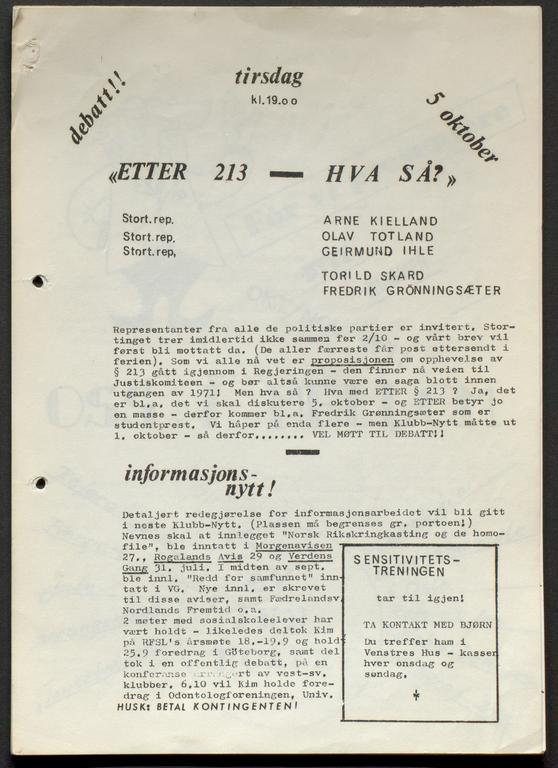 debatt!!
tirsdag
kl.19.oo
5 oktober
«ETTER 213 — HVA SÅ?»
Stort.rep. ARNE KIELLAND
Stort.rep. OLAV TOTLAND
Stort.rep, GEIRMUND IHLE
TORILD SKARD
FREDRIK GRÖNNINGSÆTER
Representanter fra alle de politiske partier er invitert. Stor-
tinget trer imidlertid ikke sammen før 2/10 - og vårt brev vil
først bli mottatt da. (De aller færreste får post ettersendt i
ferien). Som vi alle nå vet er proposisjonen om opphevelse av
§ 213 gått igjennom i Regjeringen - den finner nå veien til
Justiskomiteen - og bør altså kunne være en saga blott innen
utgangen av 1971! Men hva så ? Hva med ETTER § 213 ? Ja, det
er bl.a. det vi skal diskutere 5. oktober - og ETTER betyr jo
en masse - derfor kommer bl.a. Fredrik Grønningsæter som er
studentprest. Vi håper på enda flere - men Klubb-Nytt måtte ut
1. oktober - så derfor........ VEL MØTT TIL DEBATT!!
informasjons-
nytt!
Detaljert redegjørelse for informasjonsarbeidet vil bli gitt
i neste Klubb-Nytt. (Plassen må begrenses gr. portoen!)
Nevnes skal at innlegget "Norsk Rikskringkasting og de homo-
file", ble inntatt i Morgenavisen
27., Rogalands Avis 29 og Verdens
Gang 31. juli. I midten av sept.
ble innl. "Redd for samfunnet" inn-
tatt i VG. Nye innl. er skrevet
til disse aviser, samt Fædrelandsv.
Nordlands Fremtid o.a.
2 møter med sosialskoleelever har
vært holdt - likeledes deltok Kim
på RFSL's årsmøte 18.-19.9 og holdt
25.9 foredrag i Göteborg, samt del
tok i en offentlig debatt, på en
konferanse arrangert av vest-sv.
klubber. 6.10 vil Kim holde fore-
drag i Odontologforeningen, Univ.
HUSK: BETAL KONTINGENTEN!
SENSITIVITETS-
TRENINGEN
tar til igjen!
TA KONTAKT MED BJØRN
Du treffer ham i
Venstres Hus - kassen
hver onsdag og
søndag.